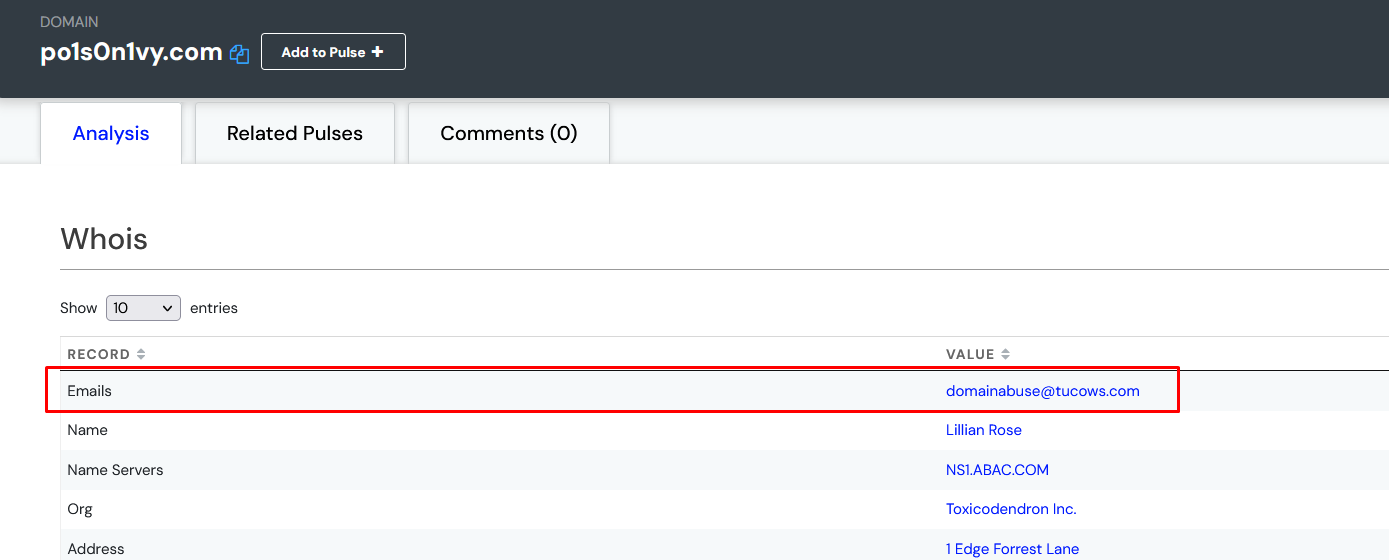 DOMAIN
po1s0n1vy.com Add to Pulse +
Analysis Related Pulses Comments (0)
Whois
Show 10 entries
RECORD VALUE
Emails domainabuse@tucows.com
Name Lillian Rose
Name Servers NS1.ABAC.COM
Org Toxicodendron Inc.
Address 1 Edge Forrest Lane